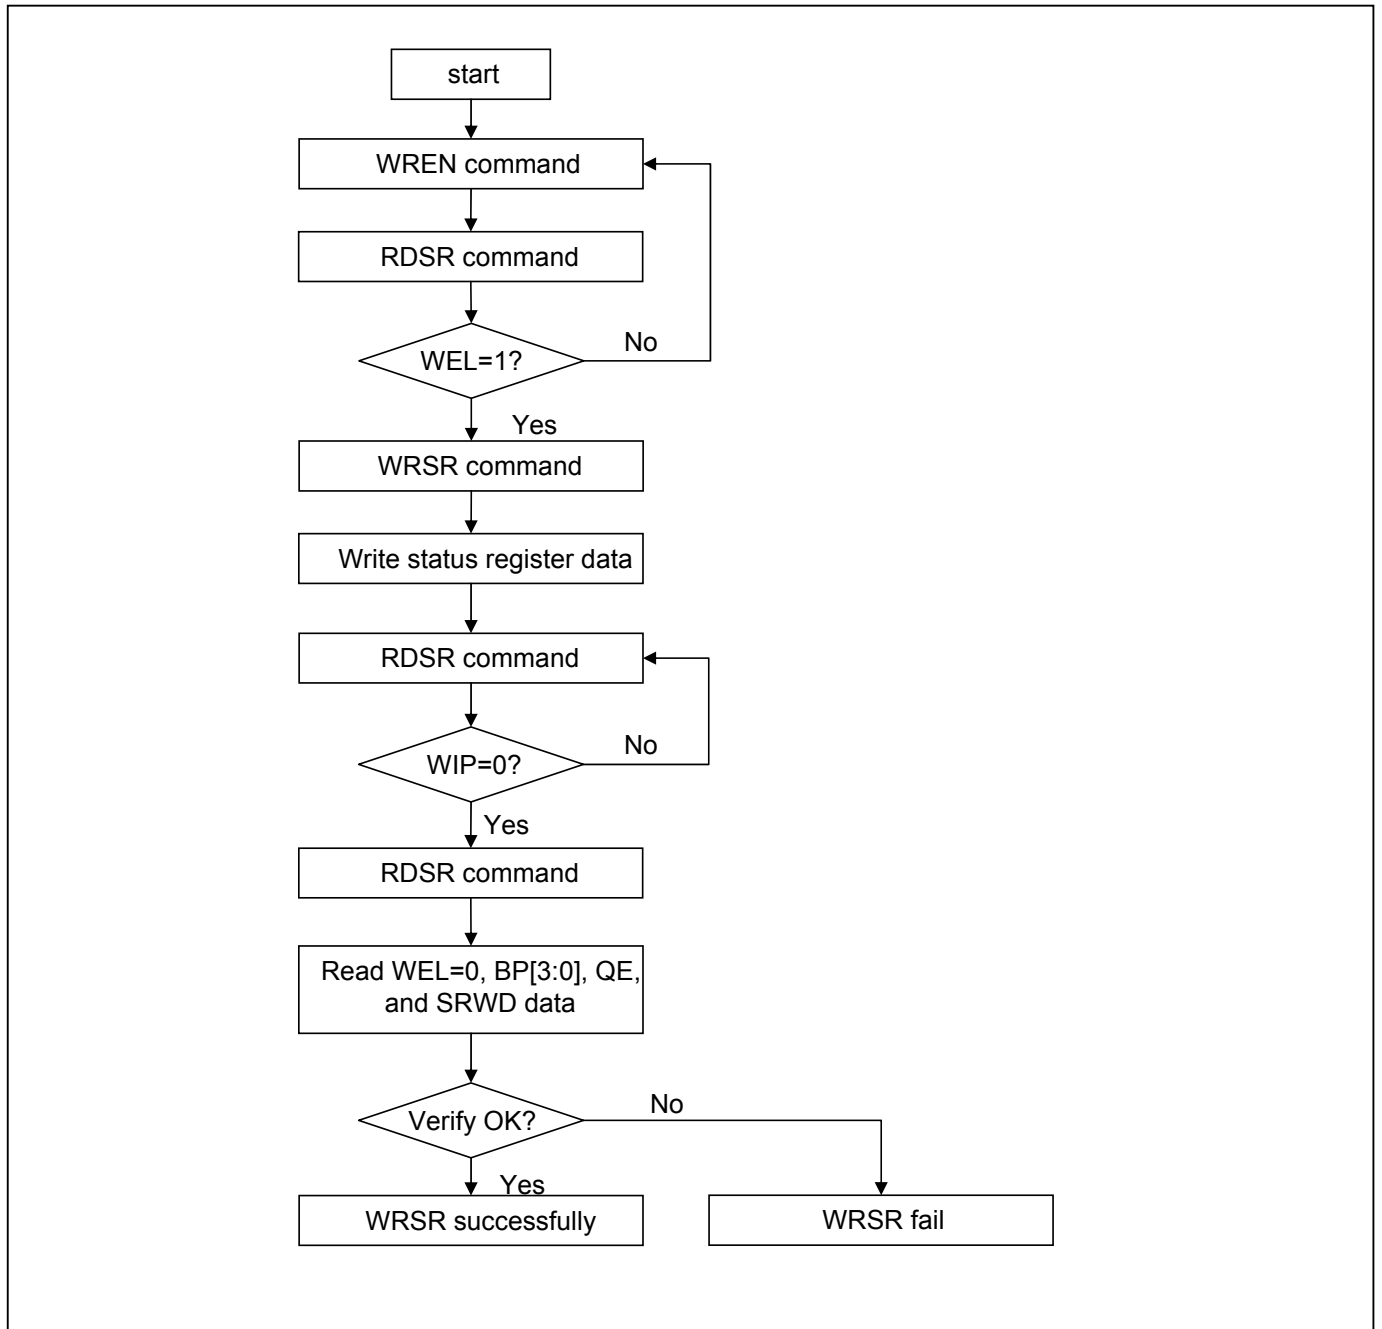 start
WREN command
RDSR command
WEL=1?
No
Yes
WRSR command
Write status register data
RDSR command
WIP=0?
No
Yes
RDSR command
Read WEL=0, BP[3:0], QE,
and SRWD data
Verify OK?
No
Yes
WRSR successfully
WRSR fail